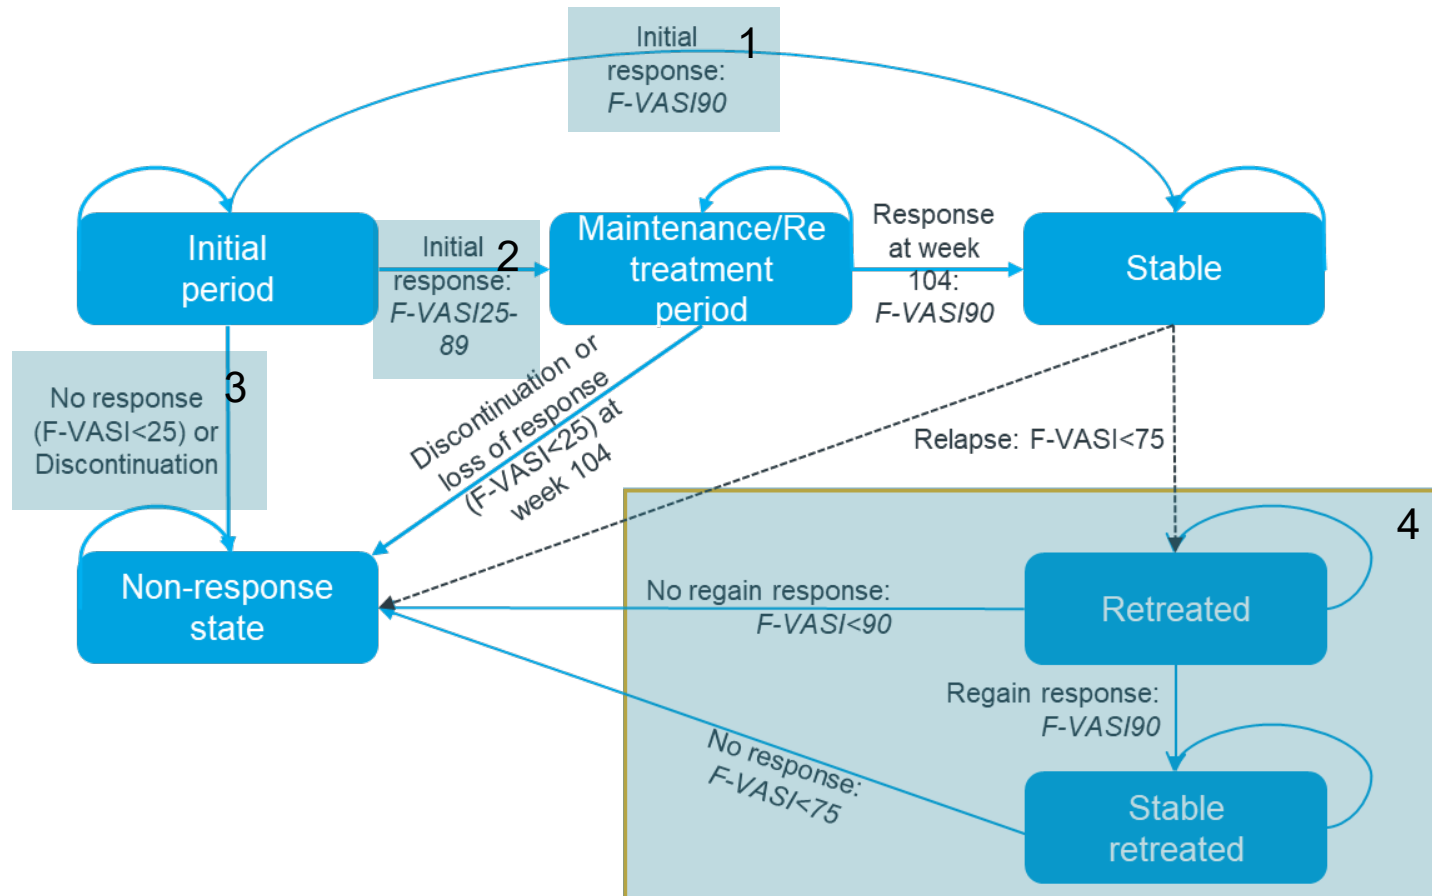 Initial
response:
F-VASI90
1
Initial
period
Initial
response:
F-VASI25-
89
2
Maintenance/Re
treatment
period
Response
at week
104:
F-VASI90
Stable
No response
(F-VASI<25) or
Discontinuation
3
Discontinuation or
loss of response
(F-VASI<25) at
week 104
Relapse: F-VASI<75
4
Non-response
state
No regain response:
F-VASI<90
Retreated
Regain response:
F-VASI90
No response:
F-VASI<75
Stable
retreated